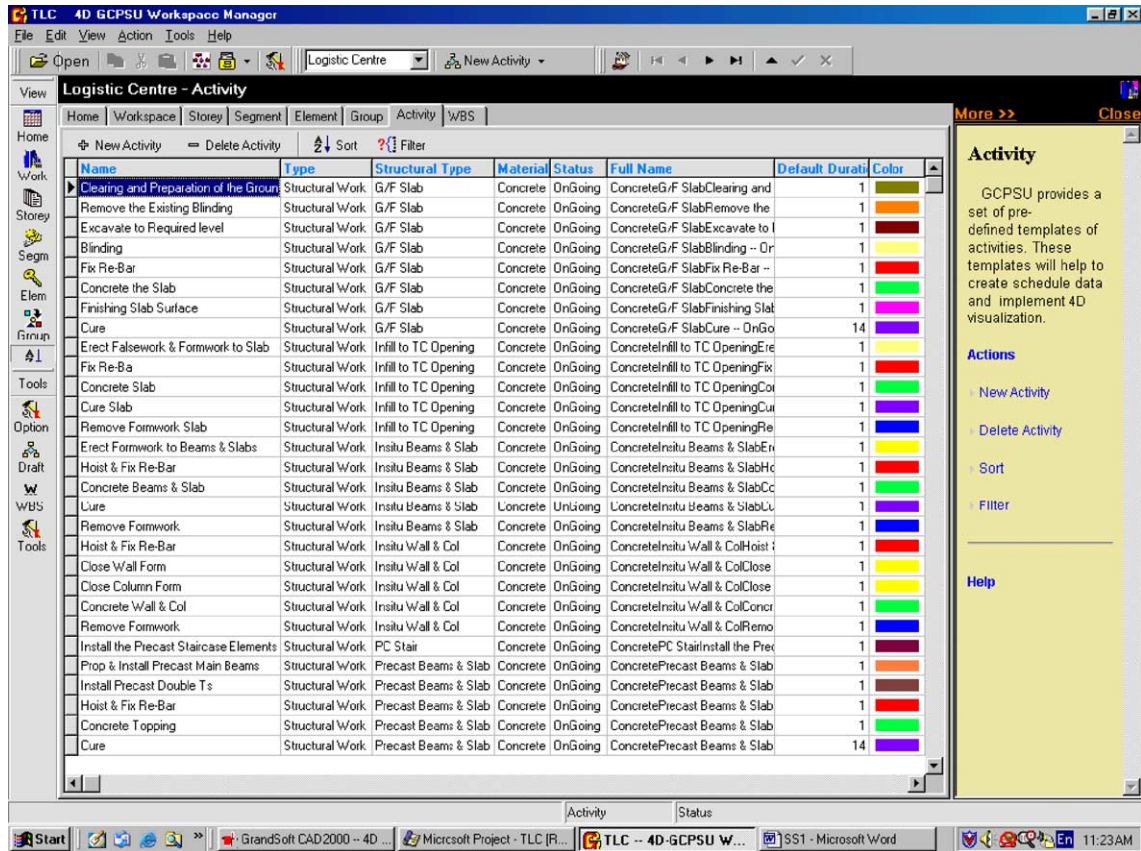 TLC 4D GCPSU Workspace Manager
File Edit View Action Tools Help
Open Logistic Centre New Activity
View Logistic Centre - Activity
More >> Close
Home Workspace Storey Segment Element Group Activity WBS
New Activity Delete Activity Sort Filter
Name Type Structural Type Material Status Full Name Default Durati Color
Clearing and Preparation of the Groun Structural Work G/F Slab Concrete OnGoing ConcreteG/F SlabClearing and 1
Remove the Existing Blinding Structural Work G/F Slab Concrete OnGoing ConcreteG/F SlabRemove the 1
Excavate to Required level Structural Work G/F Slab Concrete OnGoing ConcreteG/F SlabExcavate to 1
Blinding Structural Work G/F Slab Concrete OnGoing ConcreteG/F SlabBlinding -- Or 1
Fix Re-Bar Structural Work G/F Slab Concrete OnGoing ConcreteG/F SlabFix Re-Bar -- 1
Concrete the Slab Structural Work G/F Slab Concrete OnGoing ConcreteG/F SlabConcrete the 1
Finishing Slab Surface Structural Work G/F Slab Concrete OnGoing ConcreteG/F SlabFinishing Slab 1
Cure Structural Work G/F Slab Concrete OnGoing ConcreteG/F SlabCure -- OnGo 14
Erect Falsework & Formwork to Slab Structural Work Infill to TC Opening Concrete OnGoing ConcreteInfill to TC OpeningEre 1
Fix Re-Ba Structural Work Infill to TC Opening Concrete OnGoing ConcreteInfill to TC OpeningFix 1
Concrete Slab Structural Work Infill to TC Opening Concrete OnGoing ConcreteInfill to TC OpeningCo 1
Cure Slab Structural Work Infill to TC Opening Concrete OnGoing ConcreteInfill to TC OpeningCu 1
Remove Formwork Slab Structural Work Infill to TC Opening Concrete OnGoing ConcreteInfill to TC OpeningRe 1
Erect Formwork to Beams & Slabs Structural Work Insitu Beams & Slab Concrete OnGoing ConcreteInsitu Beams & SlabEr 1
Hoist & Fix Re-Bar Structural Work Insitu Beams & Slab Concrete OnGoing ConcreteInsitu Beams & SlabHo 1
Concrete Beams & Slab Structural Work Insitu Beams & Slab Concrete OnGoing ConcreteInsitu Beams & SlabCo 1
Cure Structural Work Insitu Beams & Slab Concrete OnGoing ConcreteInsitu Beams & SlabCu 1
Remove Formwork Structural Work Insitu Beams & Slab Concrete OnGoing ConcreteInsitu Beams & SlabRe 1
Hoist & Fix Re-Bar Structural Work Insitu Wall & Col Concrete OnGoing ConcreteInsitu Wall & ColHoist 1
Close Wall Form Structural Work Insitu Wall & Col Concrete OnGoing ConcreteInsitu Wall & ColClose 1
Close Column Form Structural Work Insitu Wall & Col Concrete OnGoing ConcreteInsitu Wall & ColClose 1
Concrete Wall & Col Structural Work Insitu Wall & Col Concrete OnGoing ConcreteInsitu Wall & ColConcr 1
Remove Formwork Structural Work Insitu Wall & Col Concrete OnGoing ConcreteInsitu Wall & ColRemo 1
Install the Precast Staircase Elements Structural Work PC Stair Concrete OnGoing ConcretePC StairInstall the Prec 1
Prop & Install Precast Main Beams Structural Work Precast Beams & Slab Concrete OnGoing ConcretePrecast Beams & Slab 1
Install Precast Double Ts Structural Work Precast Beams & Slab Concrete OnGoing ConcretePrecast Beams & Slab 1
Hoist & Fix Re-Bar Structural Work Precast Beams & Slab Concrete OnGoing ConcretePrecast Beams & Slab 1
Concrete Topping Structural Work Precast Beams & Slab Concrete OnGoing ConcretePrecast Beams & Slab 1
Cure Structural Work Precast Beams & Slab Concrete OnGoing ConcretePrecast Beams & Slab 14
Home
Work
Storey
Segm
Elem
Group
Tools
Option
Draft
WBS
Tools
Activity
GCPSU provides a
set of pre-
defined templates of
activities. These
templates will help to
create schedule data
and implement 4D
visualization.
Actions
New Activity
Delete Activity
Sort
Filter
Help
Activity Status
Start GrandSoft CAD2000 -- 4D ... Microsoft Project - TLC [R... TLC -- 4D-GCPSU W... SS1 - Microsoft Word En 11:23AM